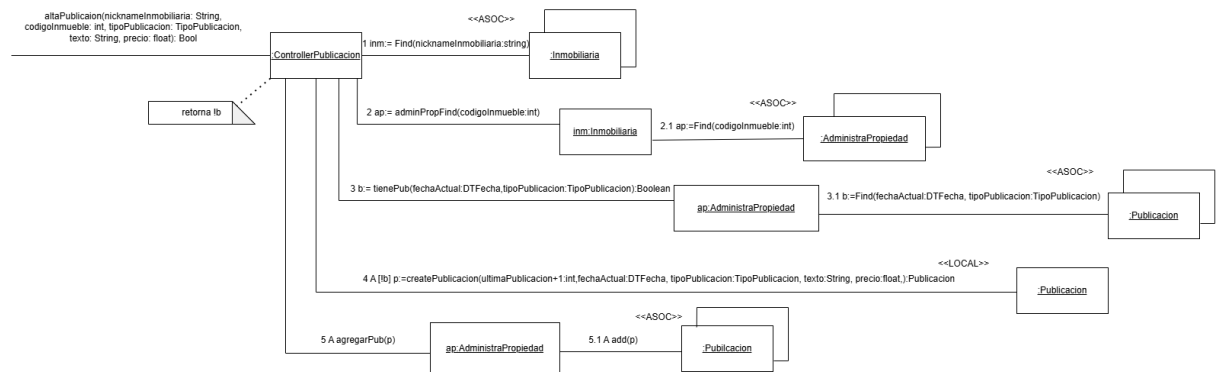 altaPublicaion(nicknameInmobiliaria: String,
codigoInmueble: int, tipoPublicacion: TipoPublicacion,
texto: String, precio: float): Bool
:ControllerPublicacion
retorna !b
1 inm:= Find(nicknameInmobiliaria:string)
<<ASOC>>
:Inmobiliaria
2 ap:= adminPropFind(codigoInmueble:int)
inm:Inmobiliaria
2.1 ap:=Find(codigoInmueble:int)
<<ASOC>>
:AdministraPropiedad
3 b:= tienePub(fechaActual:DTFecha,tipoPublicacion:TipoPublicacion):Boolean
ap:AdministraPropiedad
3.1 b:=Find(fechaActual:DTFecha, tipoPublicacion:TipoPublicacion)
<<ASOC>>
:Publicacion
4 A [!b] p:=createPublicacion(ultimaPublicacion+1:int,fechaActual:DTFecha, tipoPublicacion:TipoPublicacion, texto:String, precio:float,):Publicacion
<<LOCAL>>
:Publicacion
5 A agregarPub(p)
ap:AdministraPropiedad
5.1 A add(p)
<<ASOC>>
:Pubilcacion